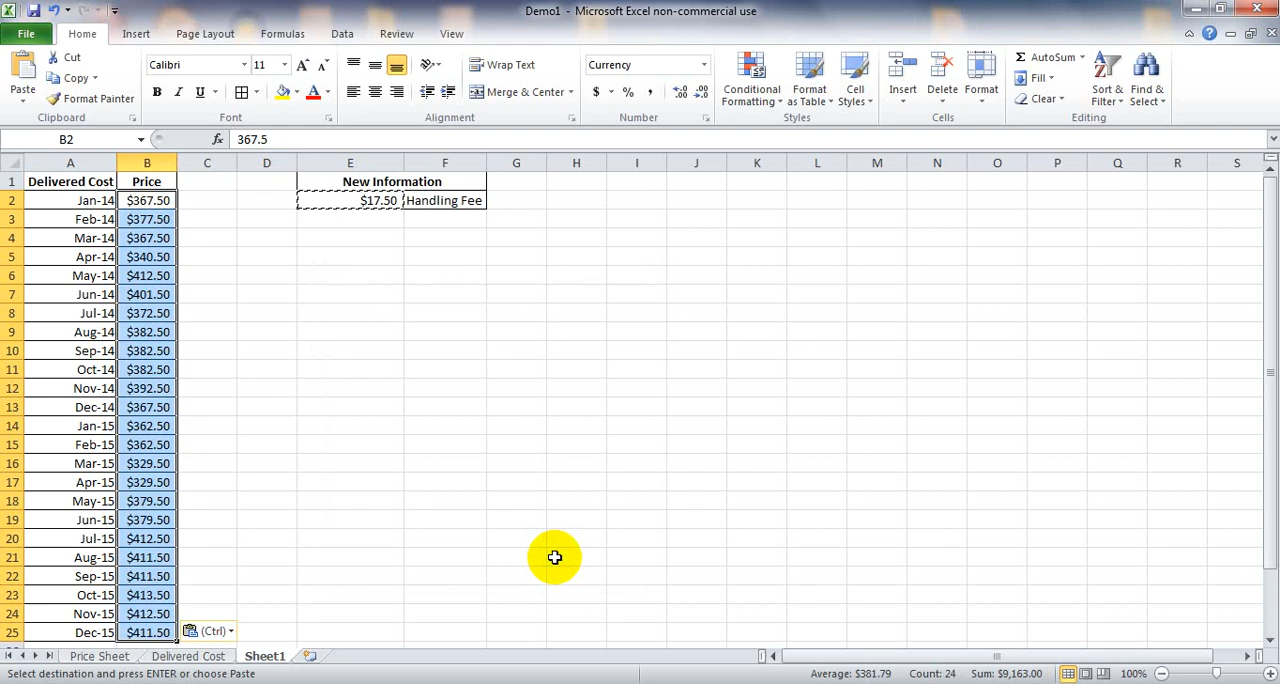 Demo1 - Microsoft Excel non-commercial use
File Home Insert Page Layout Formulas Data Review View
Cut
Copy
Format Painter
Paste
Calibri 11
Wrap Text
Merge & Center
Currency
$ % ,
Conditional Formatting
Format as Table
Cell Styles
Insert Delete Format
AutoSum
Fill
Clear
Sort & Filter
Find & Select
Clipboard Font Alignment Number Styles Cells Editing
B2 fx 367.5
A B C D E F G H I J K L M N O P Q R S
1 Delivered Cost Price New Information
2 Jan-14 $367.50 $17.50 Handling Fee
3 Feb-14 $377.50
4 Mar-14 $367.50
5 Apr-14 $340.50
6 May-14 $412.50
7 Jun-14 $401.50
8 Jul-14 $372.50
9 Aug-14 $382.50
10 Sep-14 $382.50
11 Oct-14 $382.50
12 Nov-14 $392.50
13 Dec-14 $367.50
14 Jan-15 $362.50
15 Feb-15 $362.50
16 Mar-15 $329.50
17 Apr-15 $329.50
18 May-15 $379.50
19 Jun-15 $379.50
20 Jul-15 $412.50
21 Aug-15 $411.50
22 Sep-15 $411.50
23 Oct-15 $413.50
24 Nov-15 $412.50
25 Dec-15 $411.50 (Ctrl)
Price Sheet Delivered Cost Sheet1
Select destination and press ENTER or choose Paste Average: $381.79 Count: 24 Sum: $9,163.00 100%